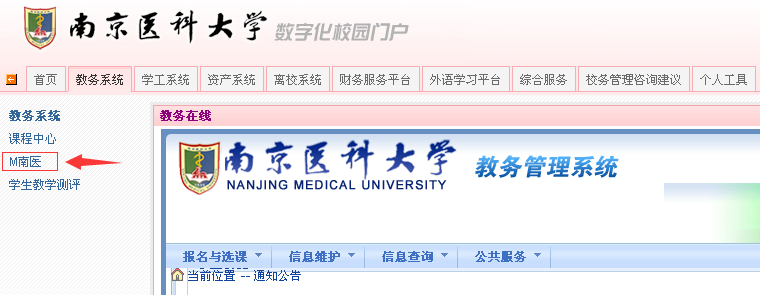 南京医科大学 数字化校园门户
首页 教务系统 学工系统 资产系统 离校系统 财务服务平台 外语学习平台 综合服务 校务管理咨询建议 个人工具
教务系统
课程中心
M南医
学生教学测评
教务在线
南京医科大学 教务管理系统
NANJING MEDICAL UNIVERSITY
报名与选课 信息维护 信息查询 公共服务
当前位置 -- 通知公告